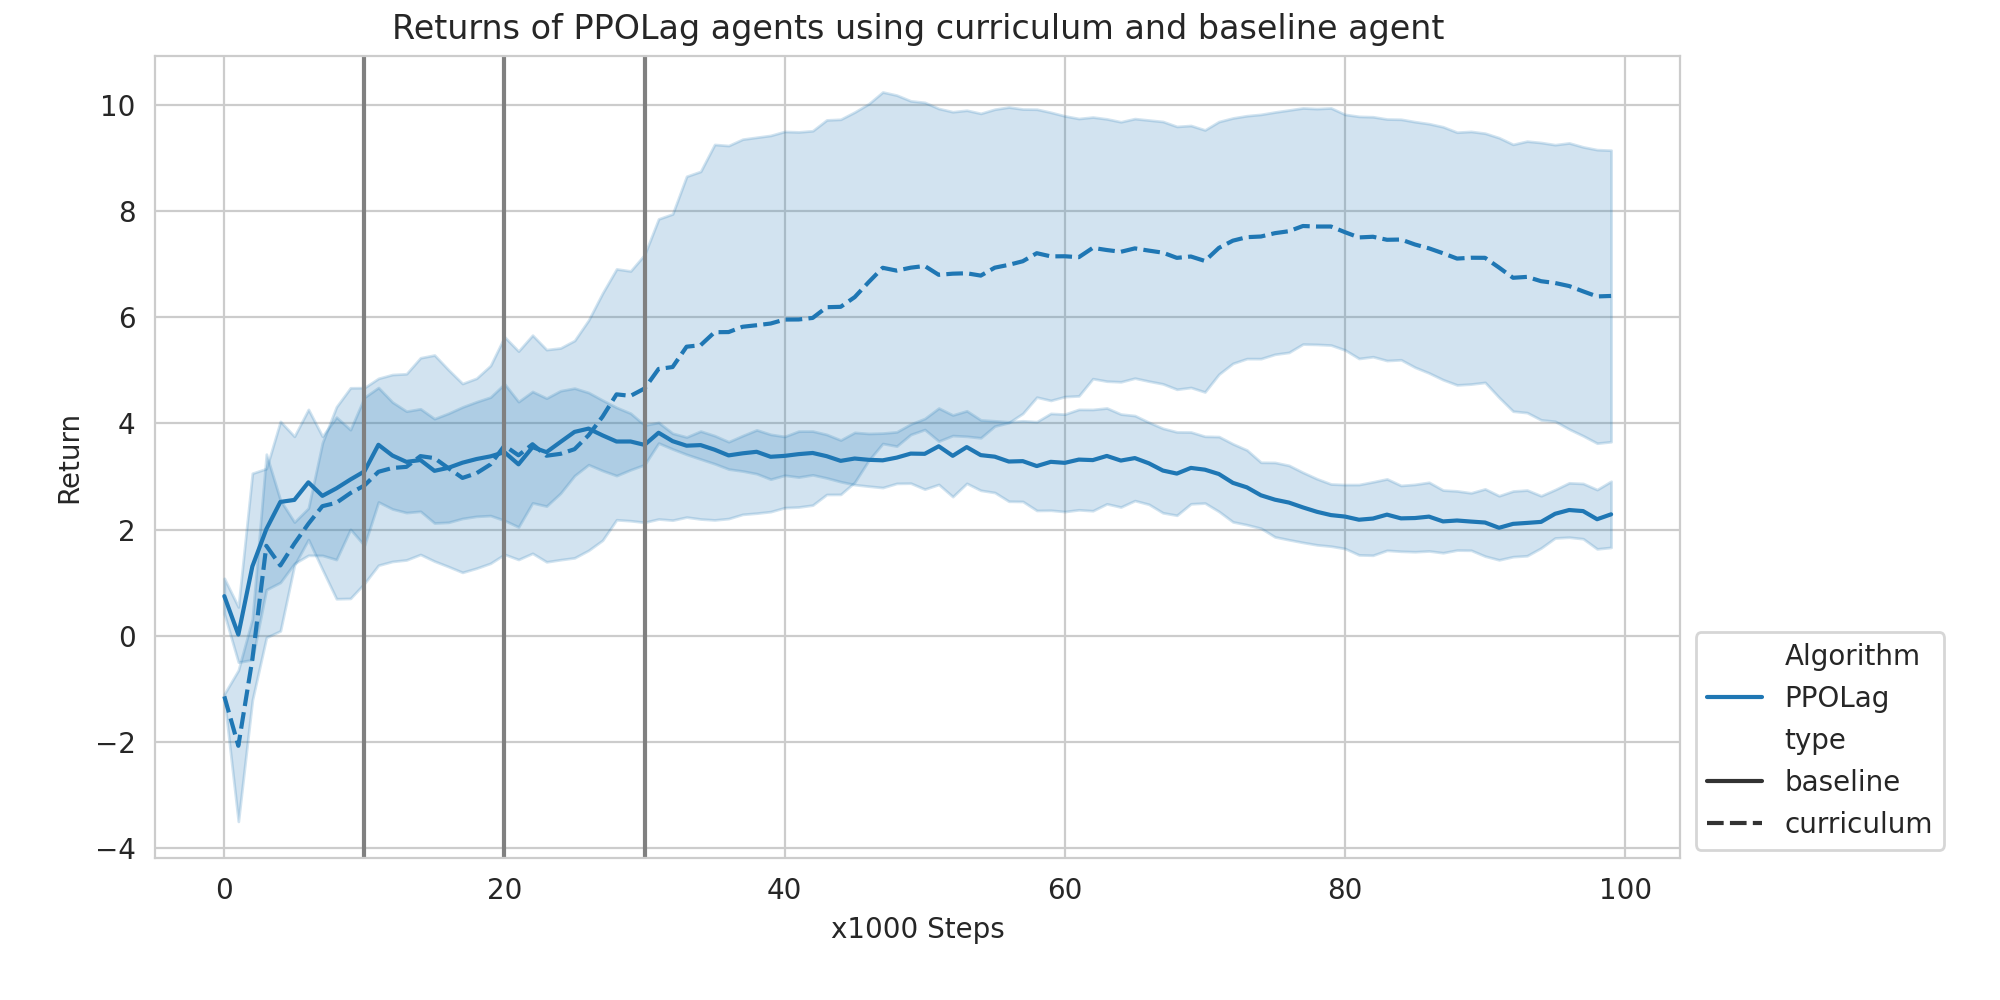 Returns of PPOLag agents using curriculum and baseline agent
10
8
6
4
2
0
−2
−4
Return
0 20 40 60 80 100
x1000 Steps
Algorithm
PPOLag
type
baseline
curriculum